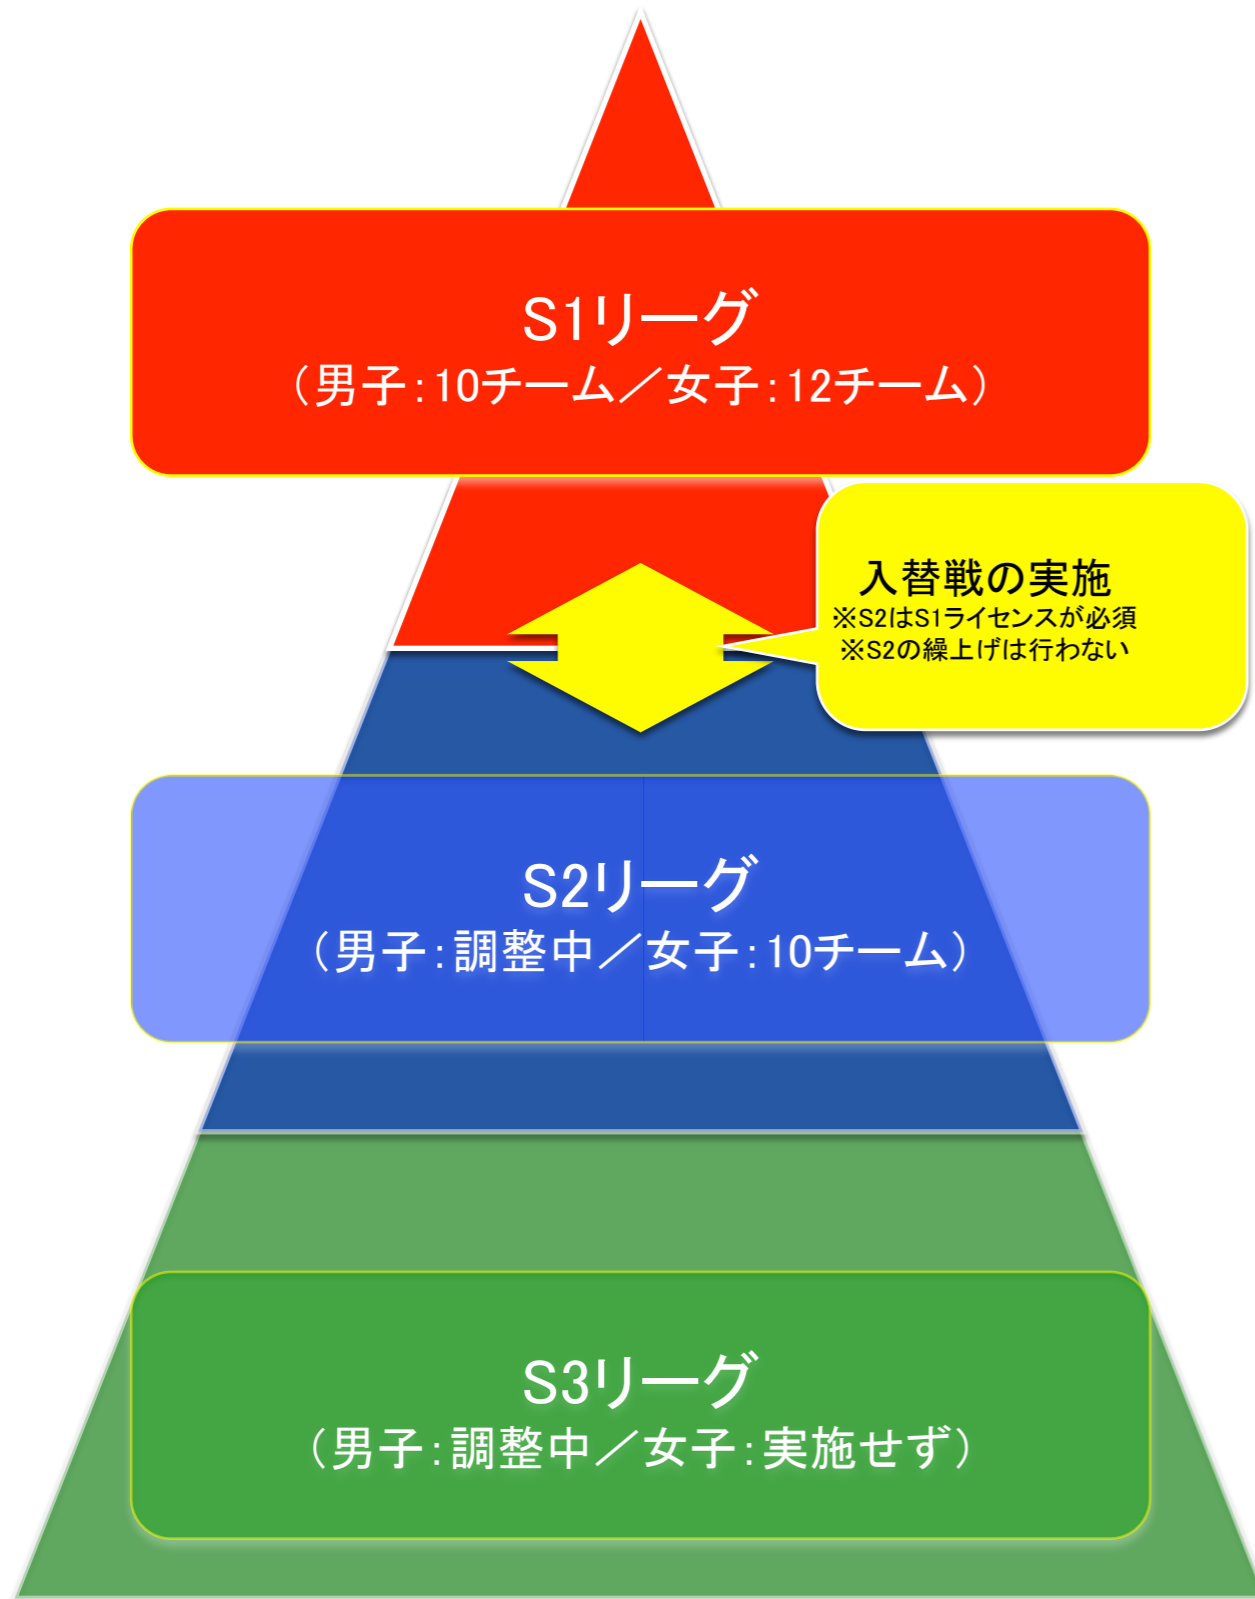 S1リーグ
（男子：10チーム／女子：12チーム）
入替戦の実施
※S2はS1ライセンスが必須
※S2の繰上げは行わない
S2リーグ
（男子：調整中／女子：10チーム）
S3リーグ
（男子：調整中／女子：実施せず）